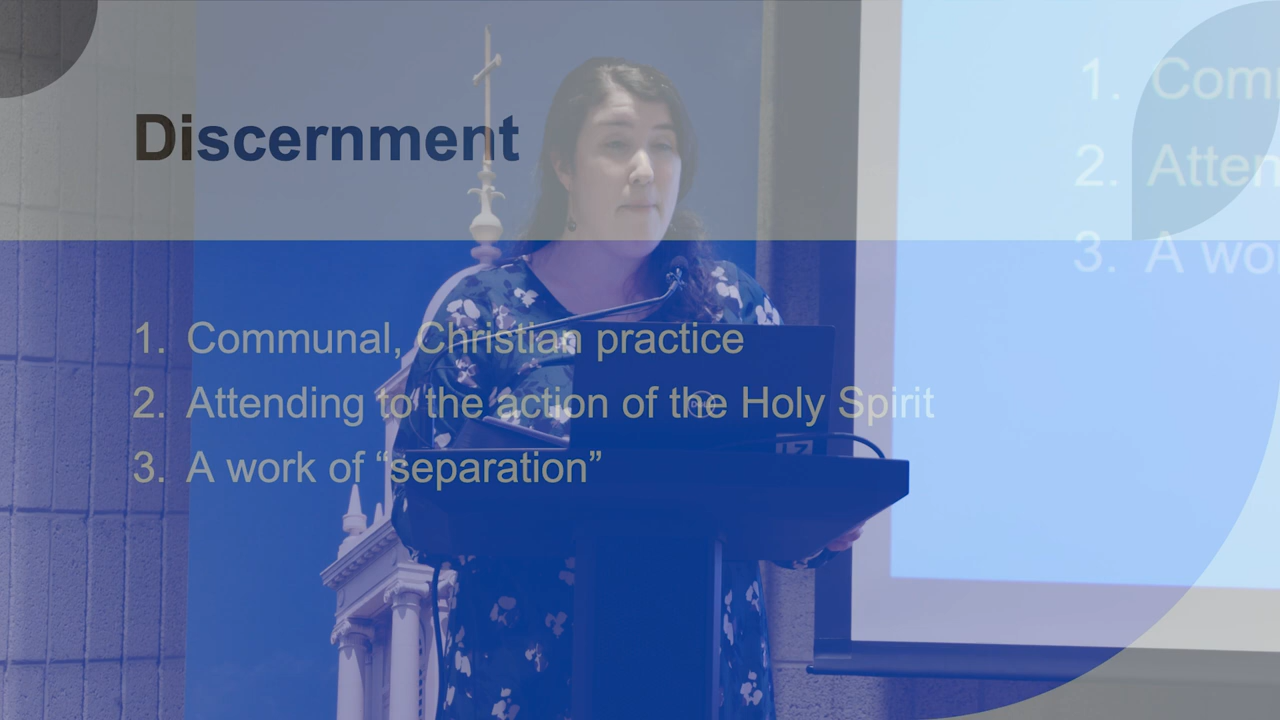 Discernment
1. Communal, Christian practice
2. Attending to the action of the Holy Spirit
3. A work of “separation”
1. Com
2. Atten
3. A wo
DELL